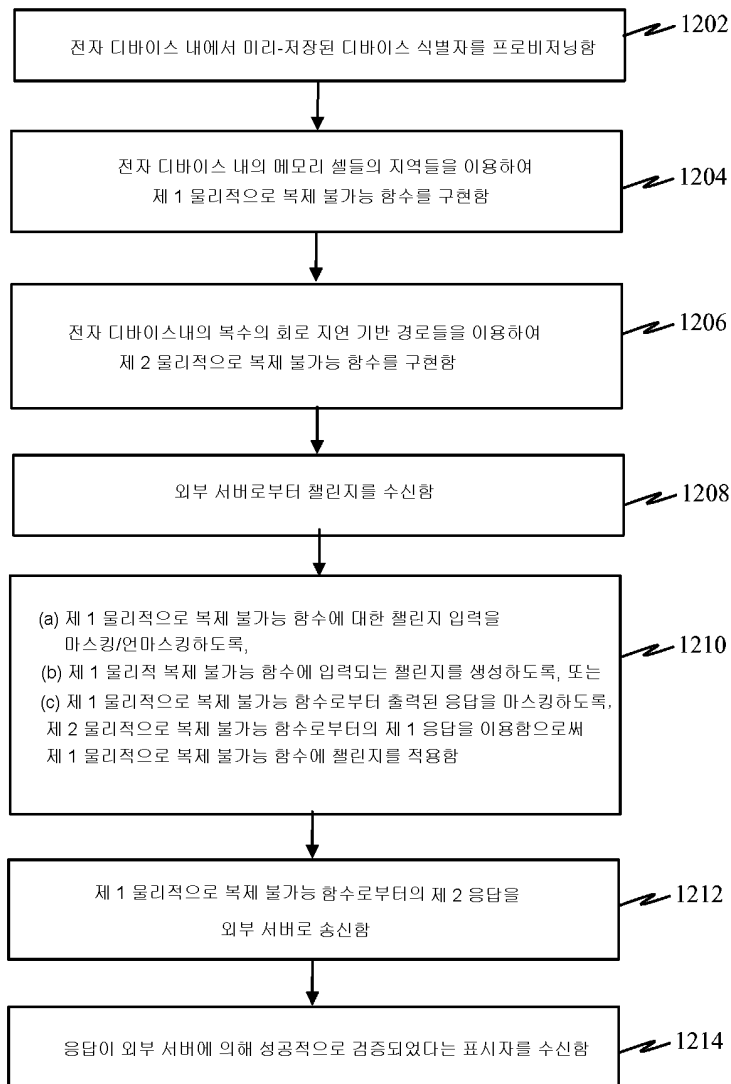 전자 디바이스 내에서 미리-저장된 디바이스 식별자를 프로비저닝함
1202
전자 디바이스 내의 메모리 셀들의 지역들을 이용하여
제 1 물리적으로 복제 불가능 함수를 구현함
1204
전자 디바이스내의 복수의 회로 지연 기반 경로들을 이용하여
제 2 물리적으로 복제 불가능 함수를 구현함
1206
외부 서버로부터 챌린지를 수신함
1208
(a) 제 1 물리적으로 복제 불가능 함수에 대한 챌린지 입력을
마스킹/언마스킹하도록,
(b) 제 1 물리적 복제 불가능 함수에 입력되는 챌린지를 생성하도록, 또는
(c) 제 1 물리적으로 복제 불가능 함수로부터 출력된 응답을 마스킹하도록,
제 2 물리적으로 복제 불가능 함수로부터의 제 1 응답을 이용함으로써
제 1 물리적으로 복제 불가능 함수에 챌린지를 적용함
1210
제 1 물리적으로 복제 불가능 함수로부터의 제 2 응답을
외부 서버로 송신함
1212
응답이 외부 서버에 의해 성공적으로 검증되었다는 표시자를 수신함
1214